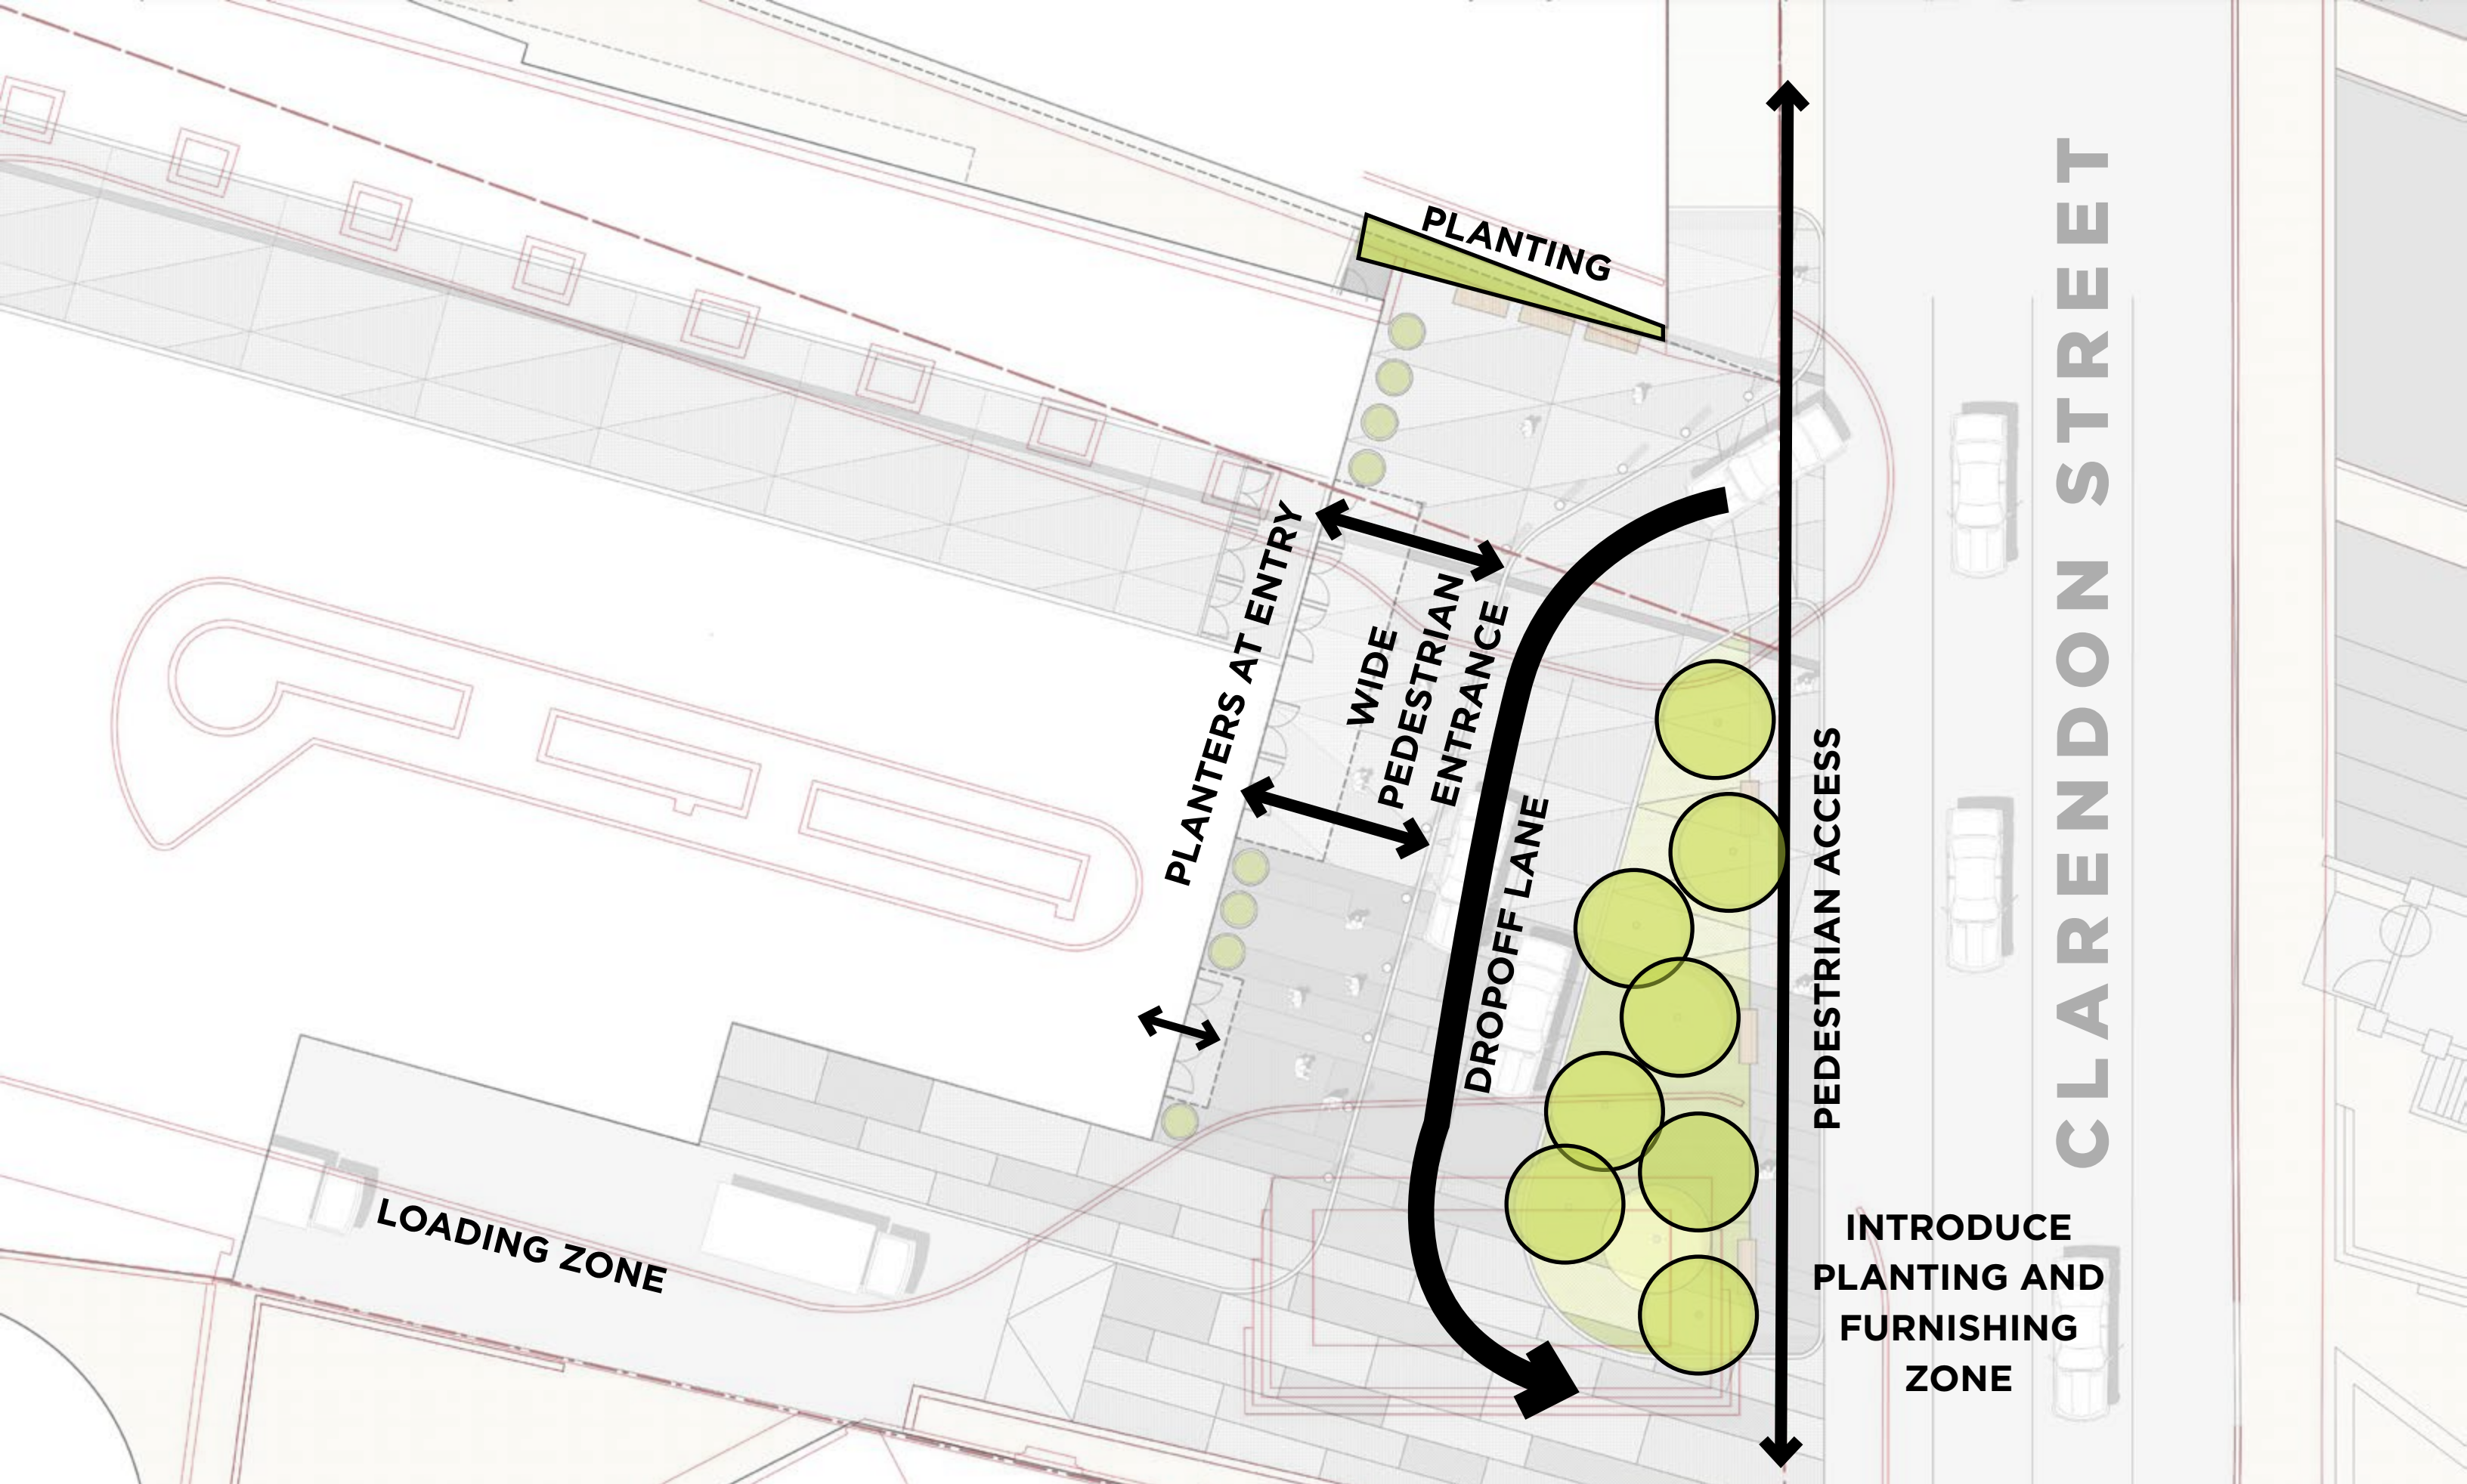 PLANTING
PLANTERS AT ENTRY
WIDE
PEDESTRIAN
ENTRANCE
DROPOFF LANE
PEDESTRIAN ACCESS
CLARENDON STREET
LOADING ZONE
INTRODUCE
PLANTING AND
FURNISHING
ZONE